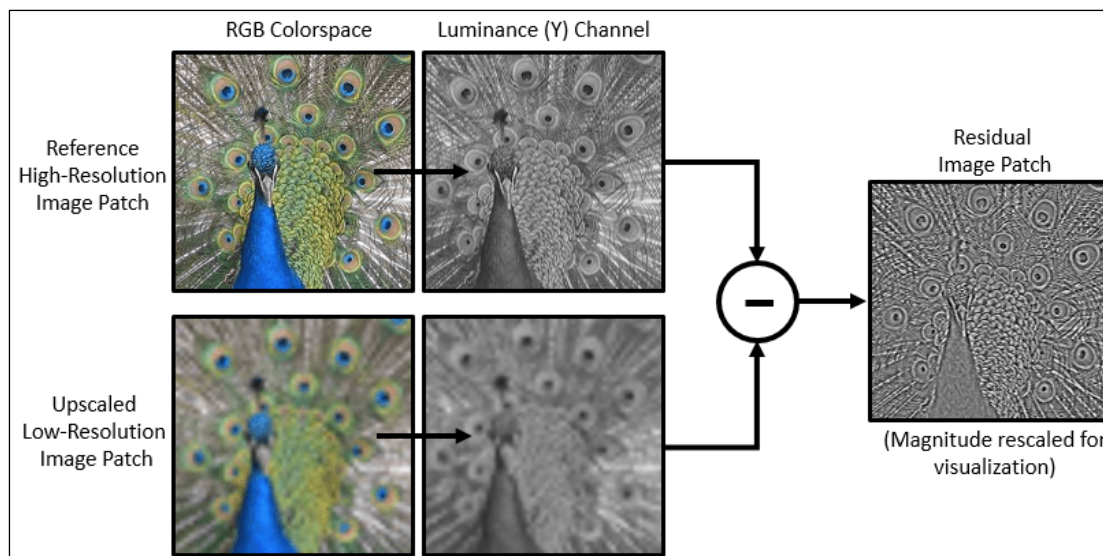 RGB Colorspace
Luminance (Y) Channel
Reference
High-Resolution
Image Patch
Residual
Image Patch
Upscaled
Low-Resolution
Image Patch
(Magnitude rescaled for
visualization)